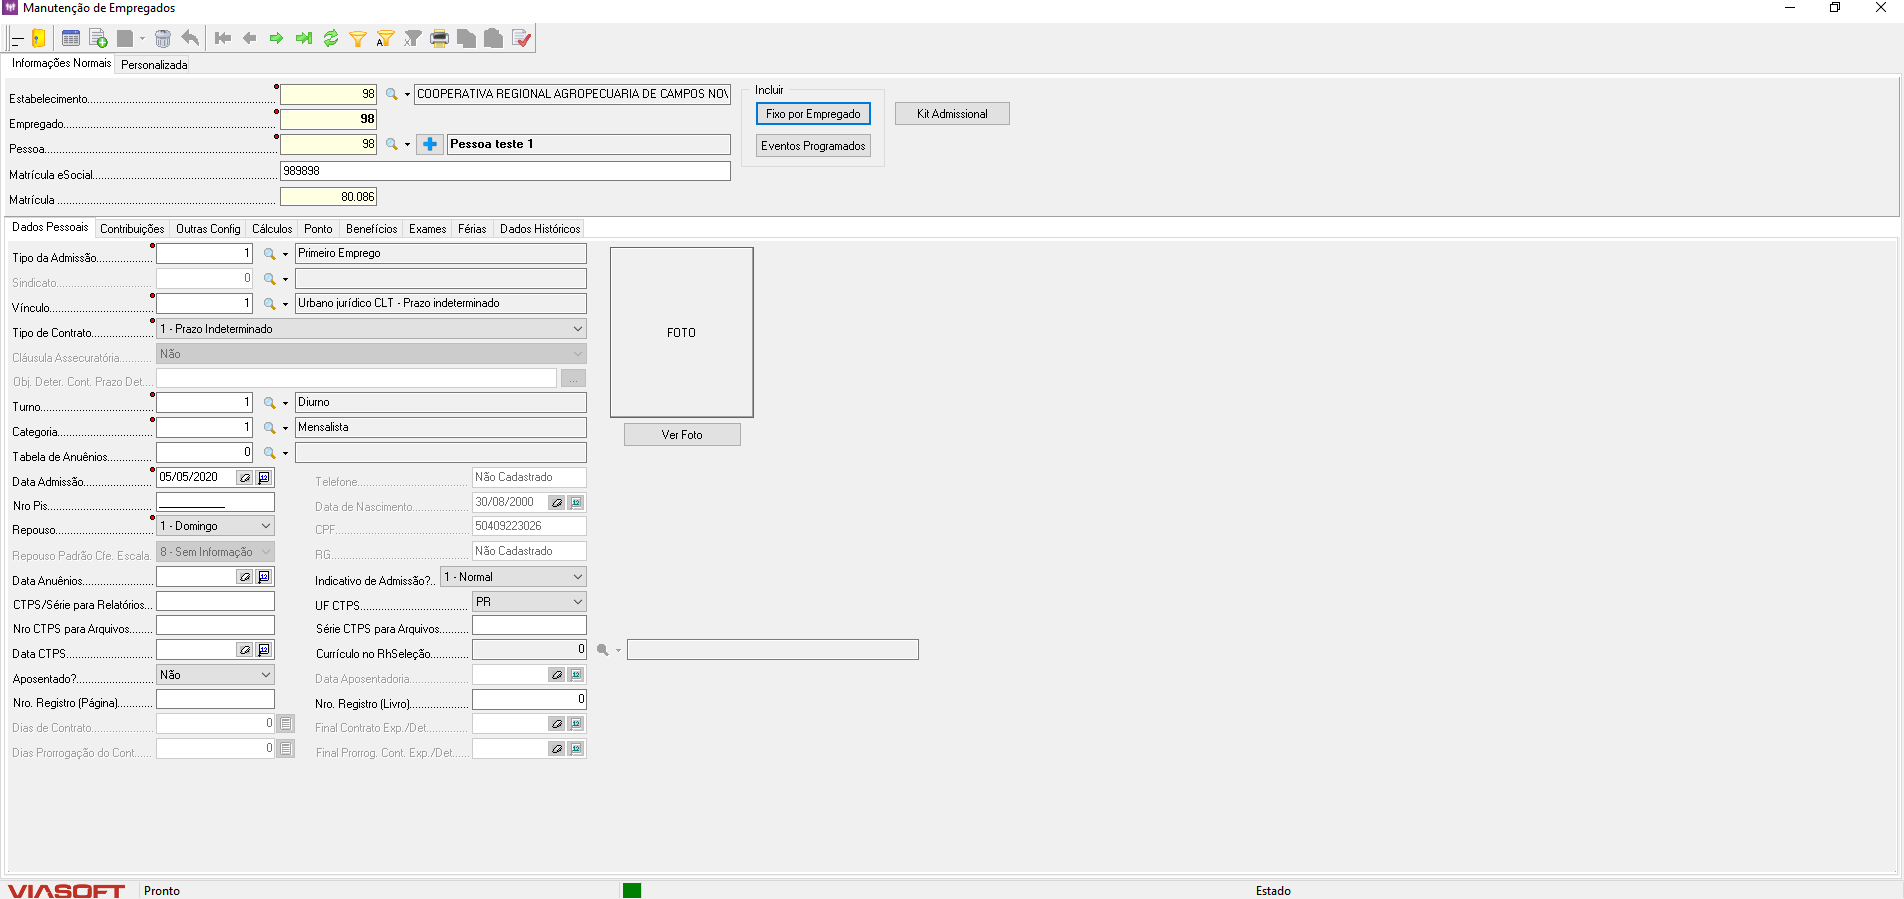 Manutenção de Empregados
Informações Normais Personalizada
Estabelecimento 98 COOPERATIVA REGIONAL AGROPECUARIA DE CAMPOS NOV
Empregado 98
Pessoa 98 Pessoa teste 1
Matrícula eSocial 989898
Matrícula 80.086
Incluir
Fixo por Empregado
Eventos Programados
Kit Admissional
Dados Pessoais Contribuições Outras Config Cálculos Ponto Benefícios Exames Férias Dados Históricos
Tipo da Admissão 1 Primeiro Emprego
Sindicato 0
Vínculo 1 Urbano jurídico CLT - Prazo indeterminado
Tipo de Contrato 1 - Prazo Indeterminado
Cláusula Assecuratória Não
Obj. Deter. Cont. Prazo Det. ...
Turno 1 Diurno
Categoria 1 Mensalista
Tabela de Anuênios 0
FOTO
Ver Foto
Data Admissão 05/05/2020 Telefone Não Cadastrado
Nro Pis Data de Nascimento 30/08/2000
Repouso 1 - Domingo CPF 50409223026
Repouso Padrão Cfe. Escala. 8 - Sem Informação RG Não Cadastrado
Data Anuênios Indicativo de Admissão?.. 1 - Normal
CTPS/Série para Relatórios... UF CTPS PR
Nro CTPS para Arquivos Série CTPS para Arquivos
Data CTPS Currículo no RhSeleção 0
Aposentado? Não Data Aposentadoria
Nro. Registro (Página) Nro. Registro (Livro) 0
Dias de Contrato 0 Final Contrato Exp./Det.
Dias Prorrogação do Cont. 0 Final Prorrog. Cont. Exp./Det.
VIASOFT Pronto Estado